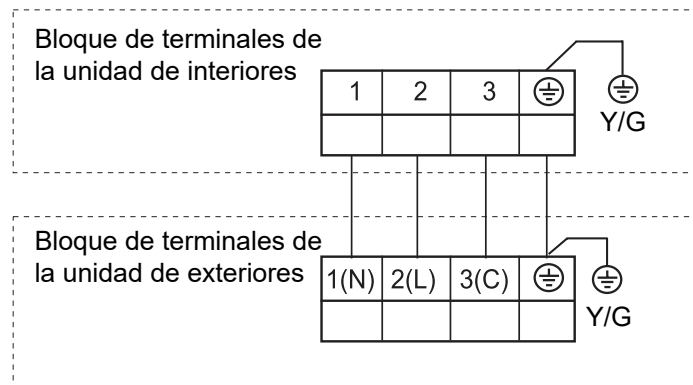 Bloque de terminales de
la unidad de interiores
1 2 3
Y/G
Bloque de terminales de
la unidad de exteriores
1(N) 2(L) 3(C)
Y/G